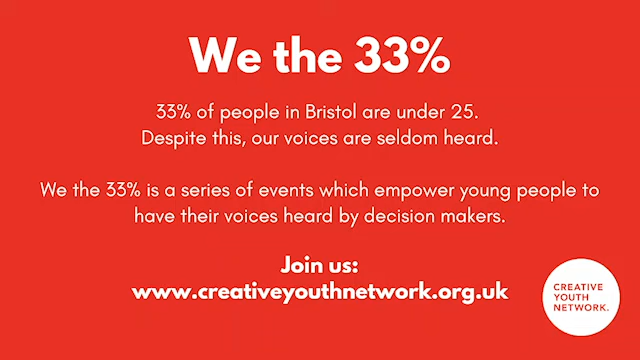 We the 33%
33% of people in Bristol are under 25.
Despite this, our voices are seldom heard.
We the 33% is a series of events which empower young people to
have their voices heard by decision makers.
Join us:
www.creativeyouthnetwork.org.uk
CREATIVE
YOUTH
NETWORK.